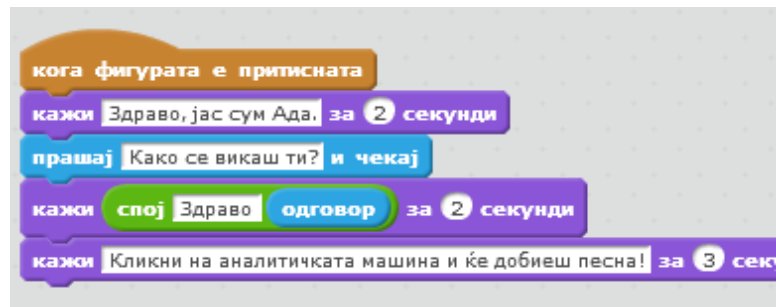 кога фигурата е притисната
кажи Здраво, јас сум Ада. за 2 секунди
прашај Како се викаш ти? и чекај
кажи спој Здраво одговор за 2 секунди
кажи Кликни на аналитичката машина и ќе добиеш песна! за 3 сек